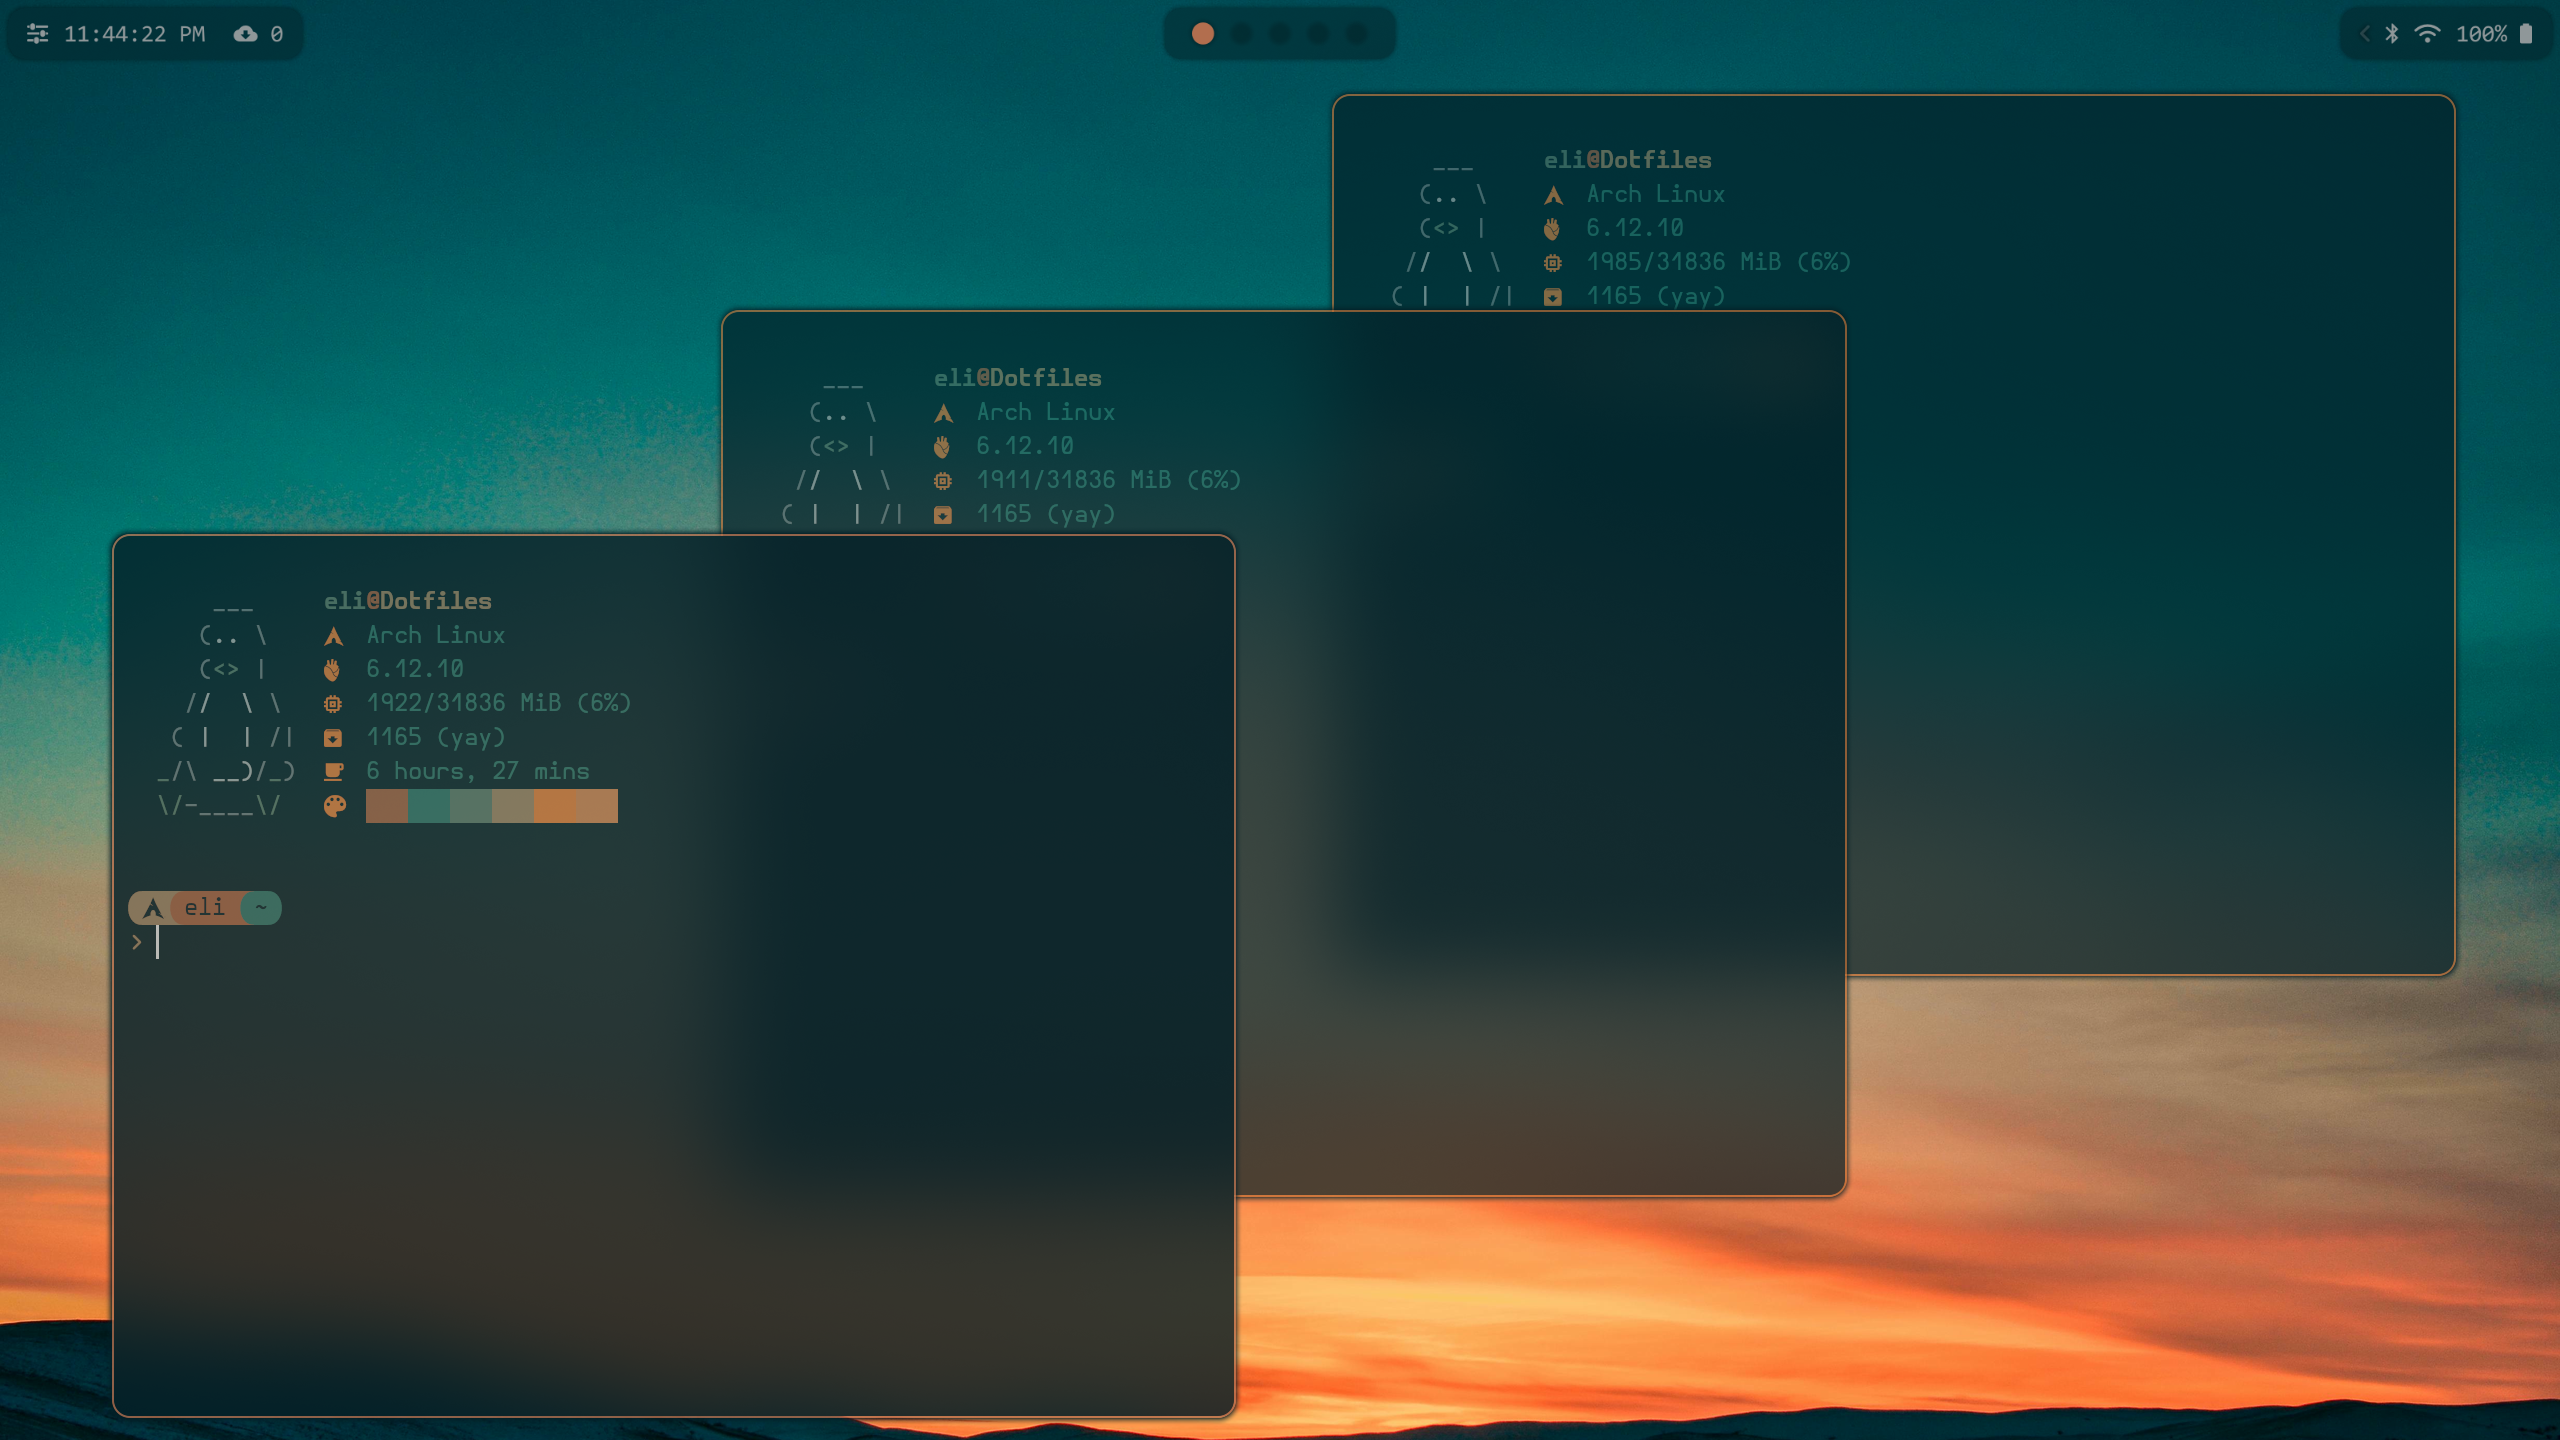 11:44:22 PM 0
100%
eli@Dotfiles
Arch Linux
6.12.10
1985/31836 MiB (6%)
1165 (yay)
eli@Dotfiles
Arch Linux
6.12.10
1911/31836 MiB (6%)
1165 (yay)
eli@Dotfiles
Arch Linux
6.12.10
1922/31836 MiB (6%)
1165 (yay)
6 hours, 27 mins
eli ~
>